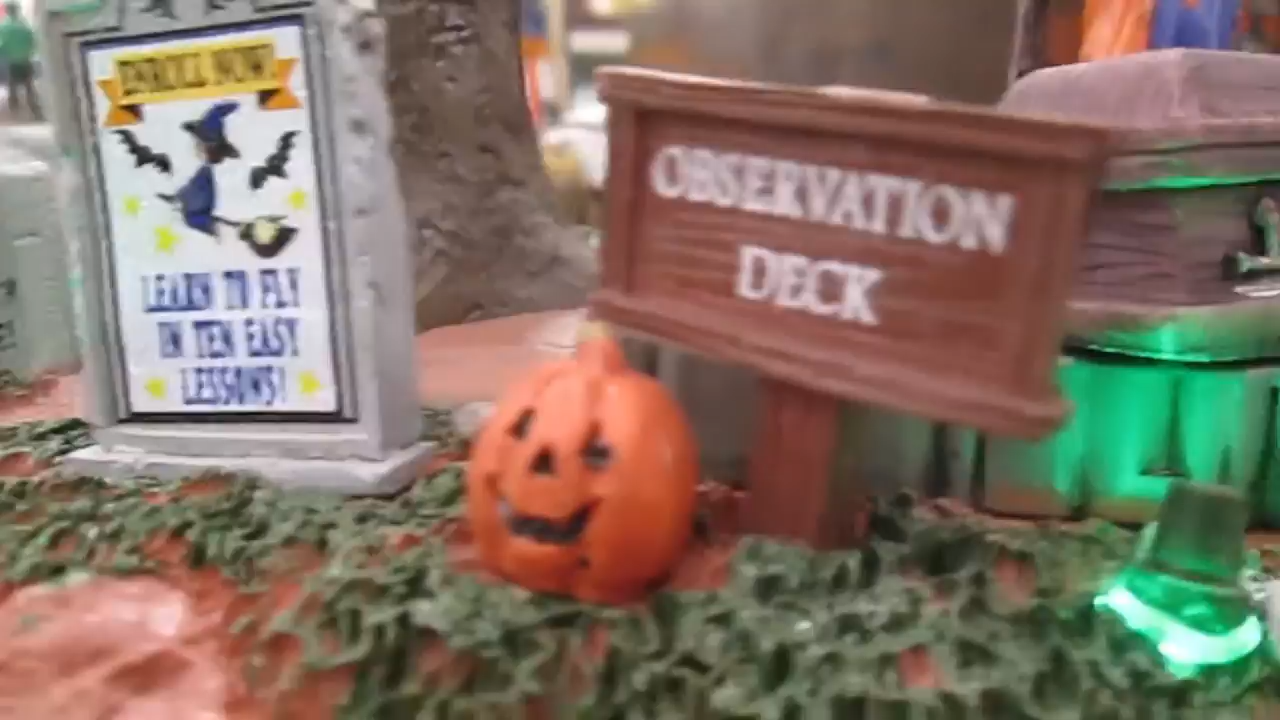 ENROLL NOW!
LEARN TO FLY
IN TEN EASY
LESSONS!
OBSERVATION
DECK